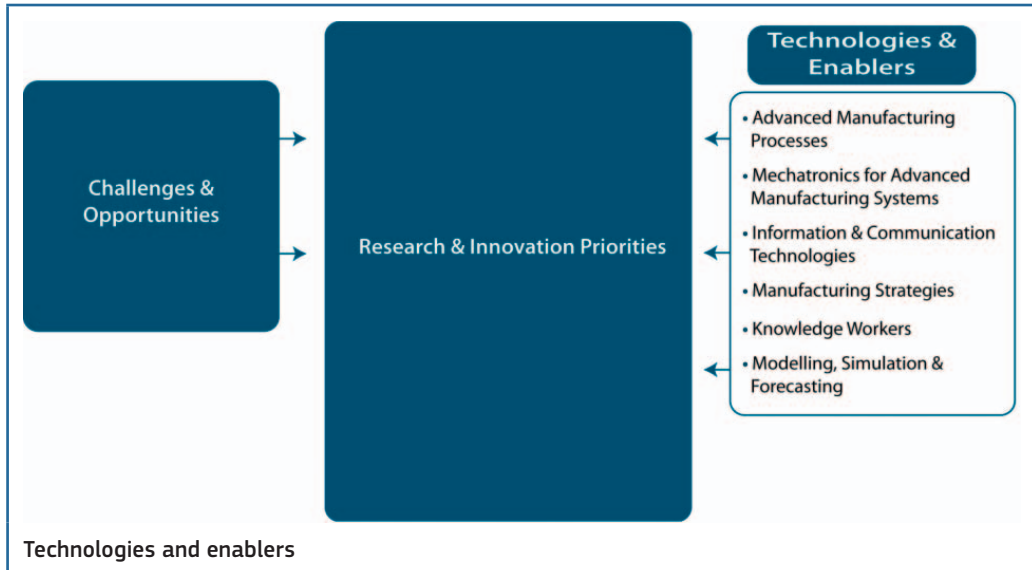 Challenges &
Opportunities
Research & Innovation Priorities
Technologies &
Enablers
• Advanced Manufacturing
Processes
• Mechatronics for Advanced
Manufacturing Systems
• Information & Communication
Technologies
• Manufacturing Strategies
• Knowledge Workers
• Modelling, Simulation &
Forecasting
Technologies and enablers